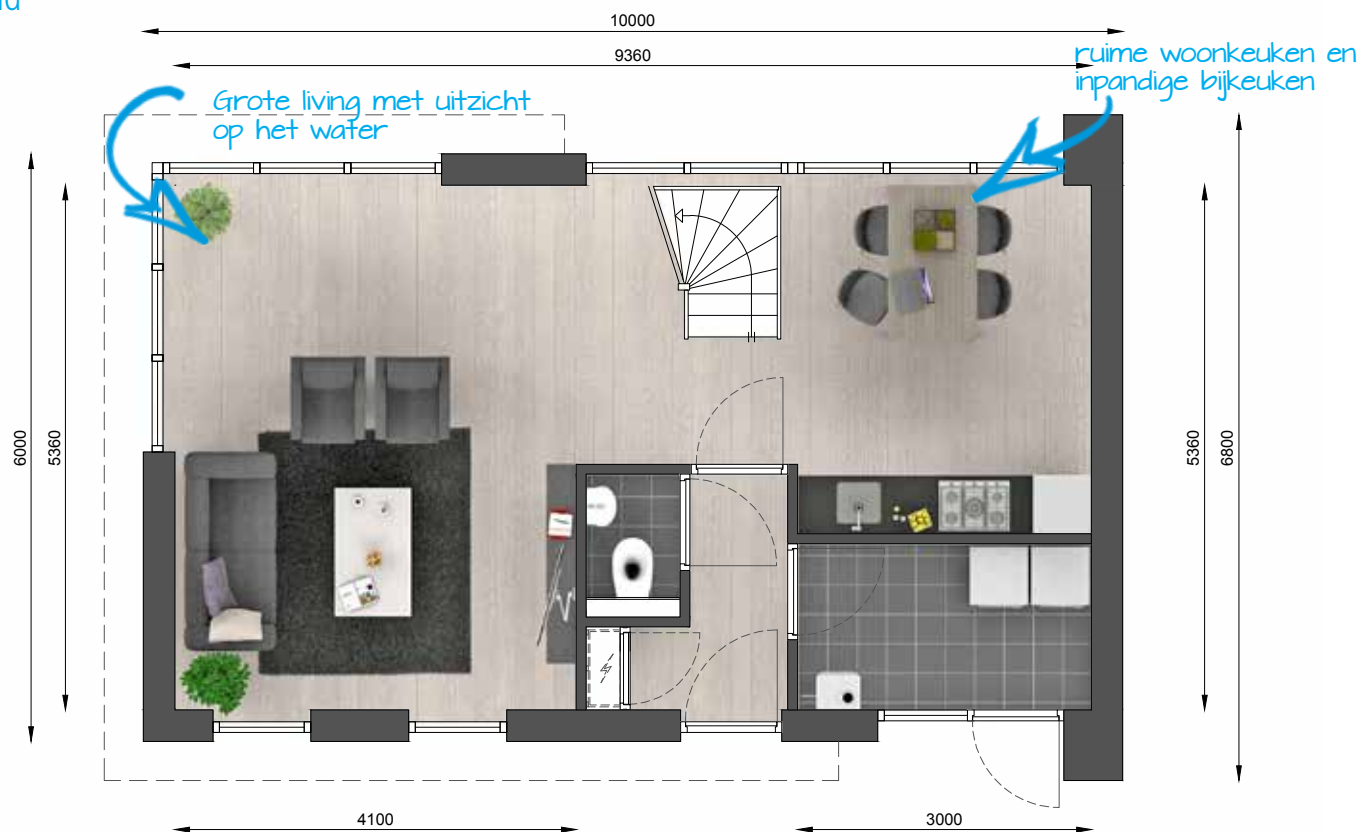 10000
9360
ruime woonkeuken en
inpandige bijkeuken
Grote living met uitzicht
op het water
6000
5360
5360
6800
4100
3000